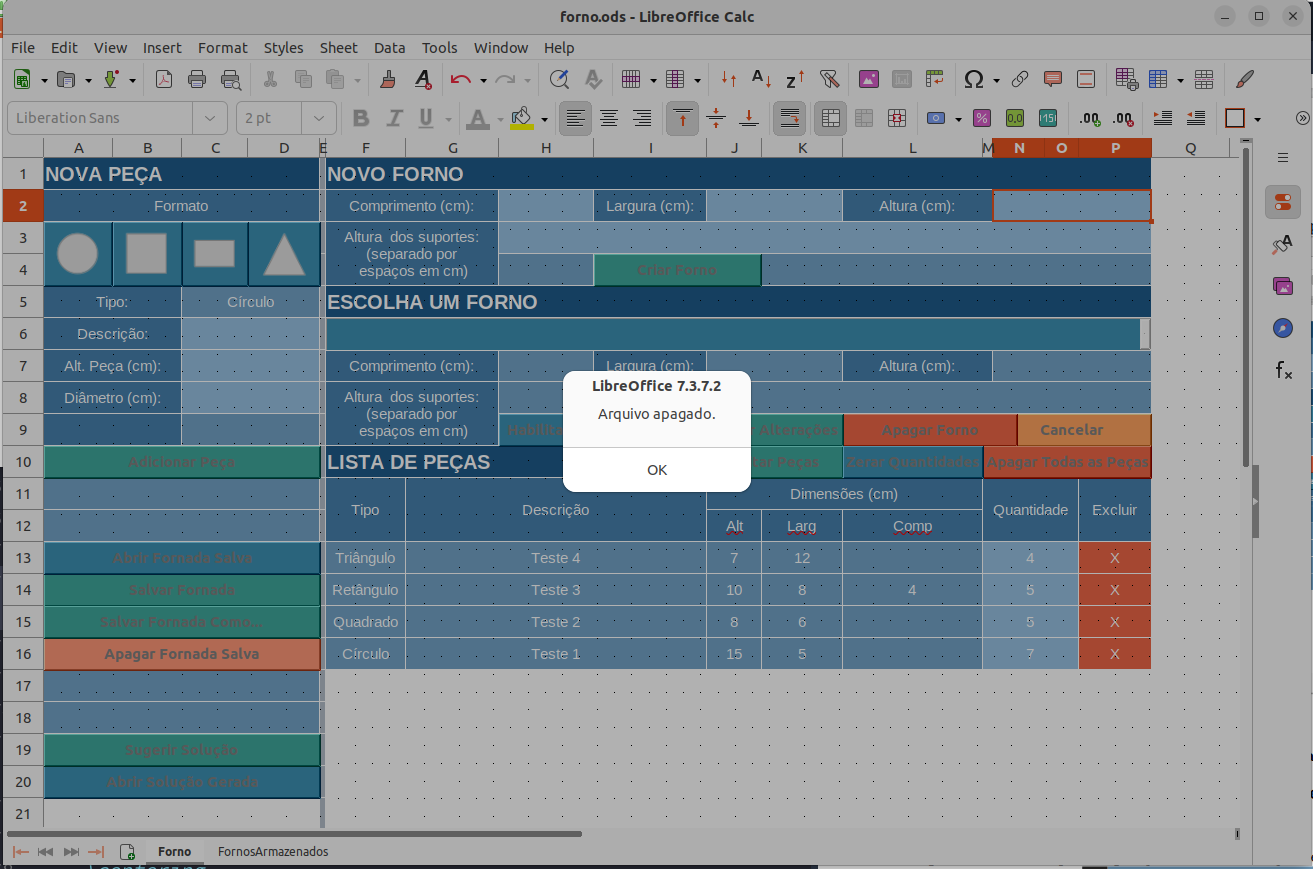 forno.ods - LibreOffice Calc
File Edit View Insert Format Styles Sheet Data Tools Window Help
Liberation Sans 2 pt
A B C D E F G H I J K L M N O P Q
1 NOVA PEÇA NOVO FORNO
2 Formato Comprimento (cm): Largura (cm): Altura (cm):
3 Altura dos suportes:
(separado por
4 espaços em cm) Criar Forno
5 Tipo: Círculo ESCOLHA UM FORNO
6 Descrição:
7 Alt. Peça (cm): Comprimento (cm): Largura (cm): Altura (cm):
8 Diâmetro (cm): Altura dos suportes:
(separado por
9 espaços em cm) Alterações Apagar Forno Cancelar
LibreOffice 7.3.7.2
Arquivo apagado.
OK
10 Adicionar Peça LISTA DE PEÇAS Peças Zerar Quantidades Apagar Todas as Peças
11 Tipo Descrição Dimensões (cm) Quantidade Excluir
12 Alt Larg Comp
13 Abrir Fornada Salva Triângulo Teste 4 7 12 4 X
14 Salvar Fornada Retângulo Teste 3 10 8 4 5 X
15 Salvar Fornada Como... Quadrado Teste 2 8 6 5 X
16 Apagar Fornada Salva Círculo Teste 1 15 5 7 X
17
18
19 Sugerir Solução
20 Abrir Solução Gerada
21
Forno FornosArmazenados